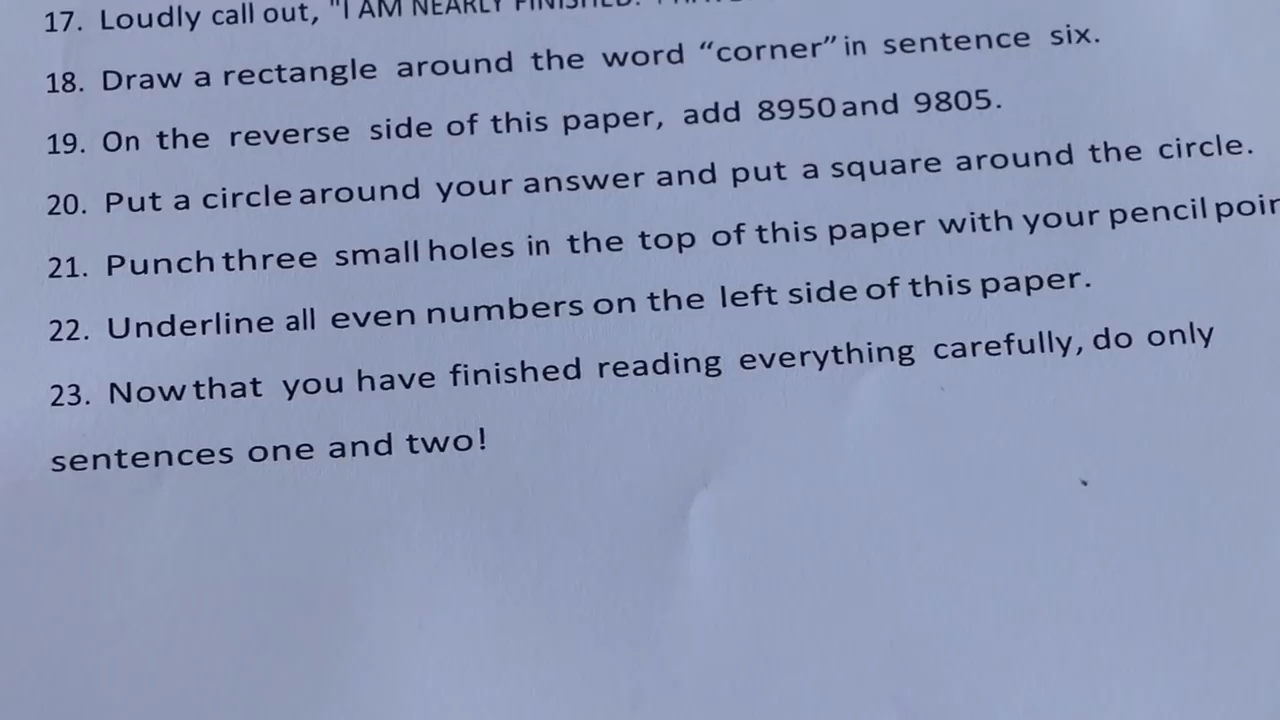 17. Loudly call out, "I AM NEARLY FINISHED.
18. Draw a rectangle around the word “corner” in sentence six.
19. On the reverse side of this paper, add 8950 and 9805.
20. Put a circle around your answer and put a square around the circle.
21. Punch three small holes in the top of this paper with your pencil
22. Underline all even numbers on the left side of this paper.
23. Now that you have finished reading everything carefully, do only
sentences one and two!